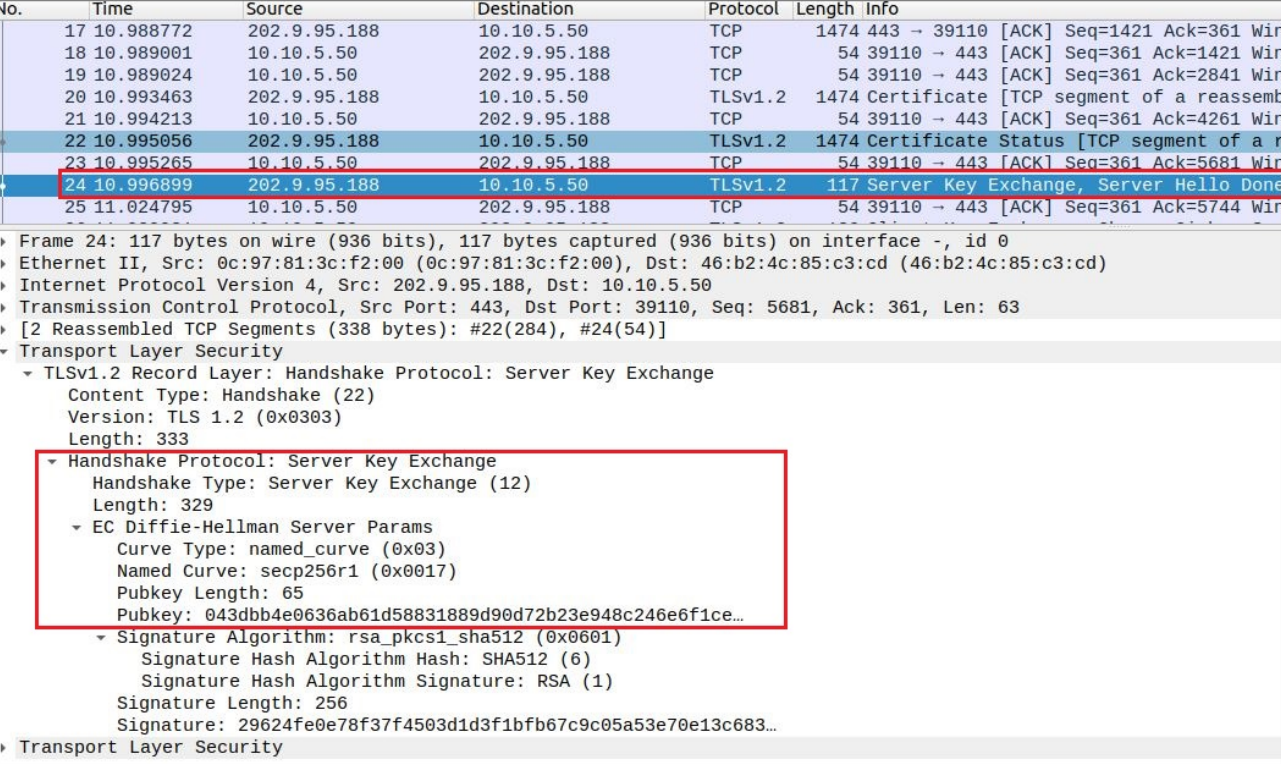 No. Time Source Destination Protocol Length Info
17 10.988772 202.9.95.188 10.10.5.50 TCP 1474 443 → 39110 [ACK] Seq=1421 Ack=361 Win
18 10.989001 10.10.5.50 202.9.95.188 TCP 54 39110 → 443 [ACK] Seq=361 Ack=1421 Win
19 10.989024 10.10.5.50 202.9.95.188 TCP 54 39110 → 443 [ACK] Seq=361 Ack=2841 Win
20 10.993463 202.9.95.188 10.10.5.50 TLSv1.2 1474 Certificate [TCP segment of a reassemb
21 10.994213 10.10.5.50 202.9.95.188 TCP 54 39110 → 443 [ACK] Seq=361 Ack=4261 Win
22 10.995056 202.9.95.188 10.10.5.50 TLSv1.2 1474 Certificate Status [TCP segment of a r
23 10.995265 10.10.5.50 202.9.95.188 TCP 54 39110 → 443 [ACK] Seq=361 Ack=5681 Win
24 10.996899 202.9.95.188 10.10.5.50 TLSv1.2 117 Server Key Exchange, Server Hello Done
25 11.024795 10.10.5.50 202.9.95.188 TCP 54 39110 → 443 [ACK] Seq=361 Ack=5744 Win
Frame 24: 117 bytes on wire (936 bits), 117 bytes captured (936 bits) on interface -, id 0
Ethernet II, Src: 0c:97:81:3c:f2:00 (0c:97:81:3c:f2:00), Dst: 46:b2:4c:85:c3:cd (46:b2:4c:85:c3:cd)
Internet Protocol Version 4, Src: 202.9.95.188, Dst: 10.10.5.50
Transmission Control Protocol, Src Port: 443, Dst Port: 39110, Seq: 5681, Ack: 361, Len: 63
[2 Reassembled TCP Segments (338 bytes): #22(284), #24(54)]
Transport Layer Security
TLSv1.2 Record Layer: Handshake Protocol: Server Key Exchange
Content Type: Handshake (22)
Version: TLS 1.2 (0x0303)
Length: 333
Handshake Protocol: Server Key Exchange
Handshake Type: Server Key Exchange (12)
Length: 329
EC Diffie-Hellman Server Params
Curve Type: named_curve (0x03)
Named Curve: secp256r1 (0x0017)
Pubkey Length: 65
Pubkey: 043dbb4e0636ab61d58831889d90d72b23e948c246e6f1ce…
Signature Algorithm: rsa_pkcs1_sha512 (0x0601)
Signature Hash Algorithm Hash: SHA512 (6)
Signature Hash Algorithm Signature: RSA (1)
Signature Length: 256
Signature: 29624fe0e78f37f4503d1d3f1bfb67c9c05a53e70e13c683…
Transport Layer Security